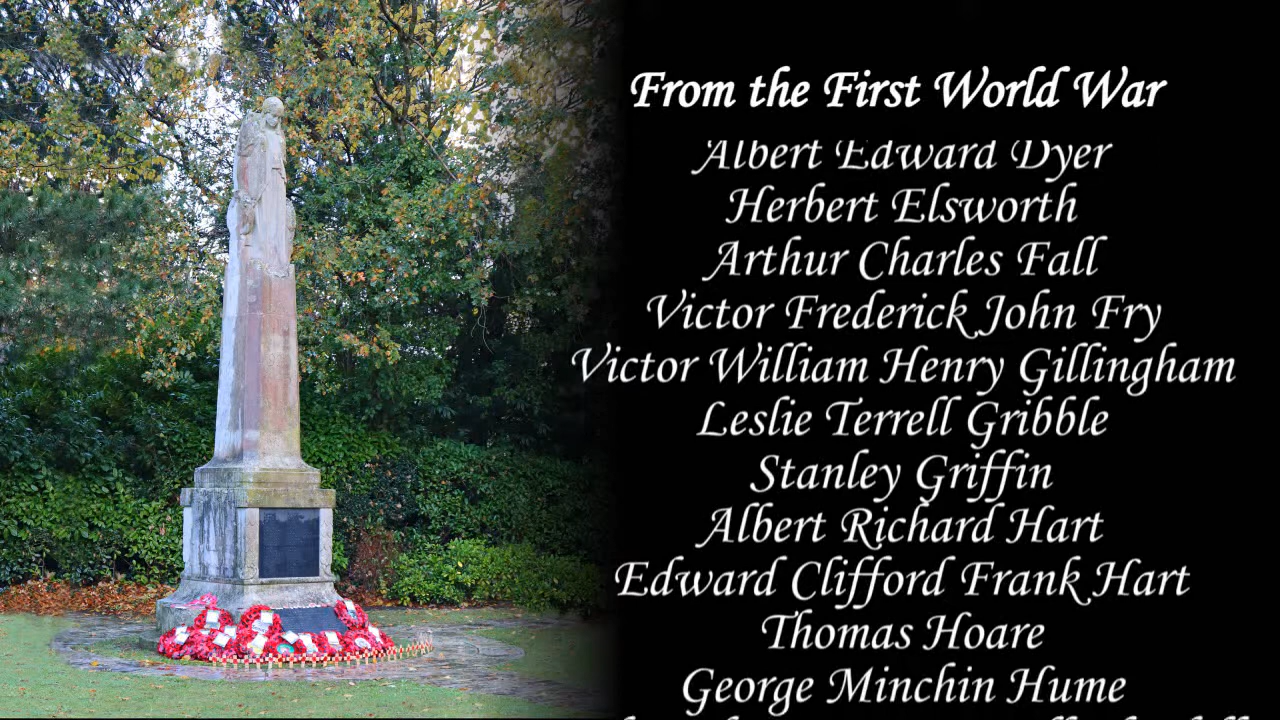 From the First World War
Albert Edward Dyer
Herbert Elsworth
Arthur Charles Fall
Victor Frederick John Fry
Victor William Henry Gillingham
Leslie Terrell Gribble
Stanley Griffin
Albert Richard Hart
Edward Clifford Frank Hart
Thomas Hoare
George Minchin Hume